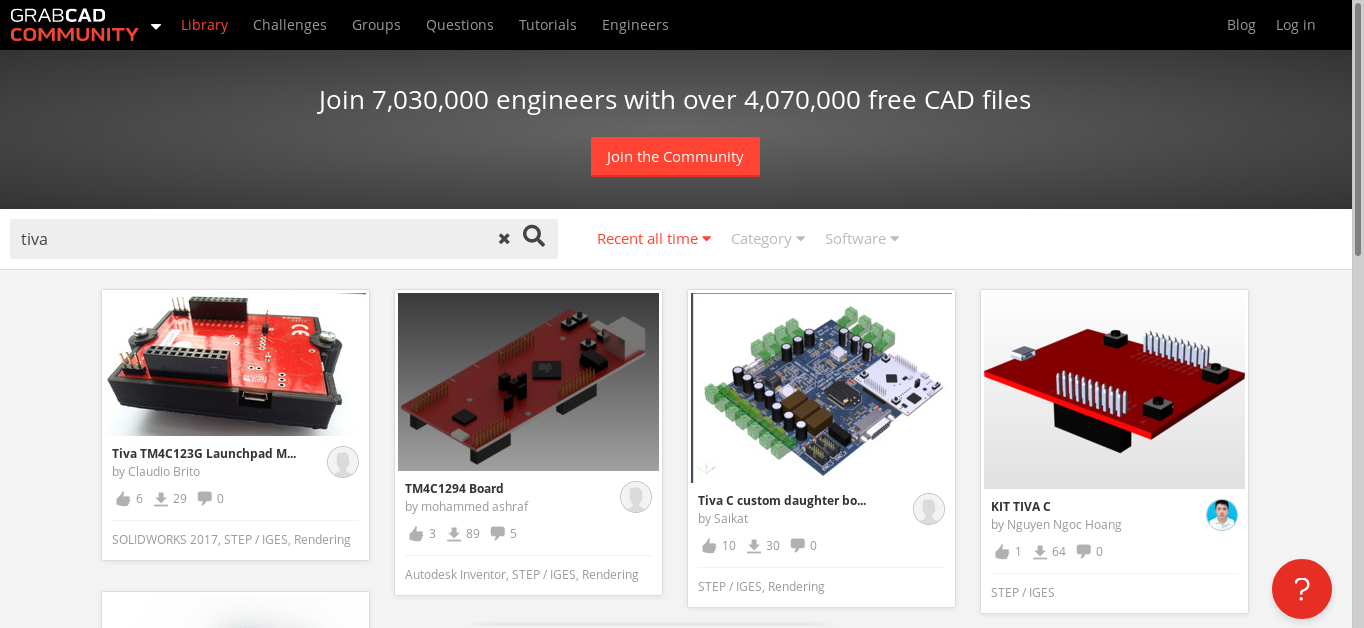 GRABCAD
COMMUNITY
Library
Challenges
Groups
Questions
Tutorials
Engineers
Blog
Log in
Join 7,030,000 engineers with over 4,070,000 free CAD files
Join the Community
tiva
Recent all time
Category
Software
Tiva TM4C123G Launchpad M...
by Claudio Brito
6 29 0
SOLIDWORKS 2017, STEP / IGES, Rendering
TM4C1294 Board
by mohammed ashraf
3 89 5
Autodesk Inventor, STEP / IGES, Rendering
Tiva C custom daughter bo...
by Saikat
10 30 0
STEP / IGES, Rendering
KIT TIVA C
by Nguyen Ngoc Hoang
1 64 0
STEP / IGES
?